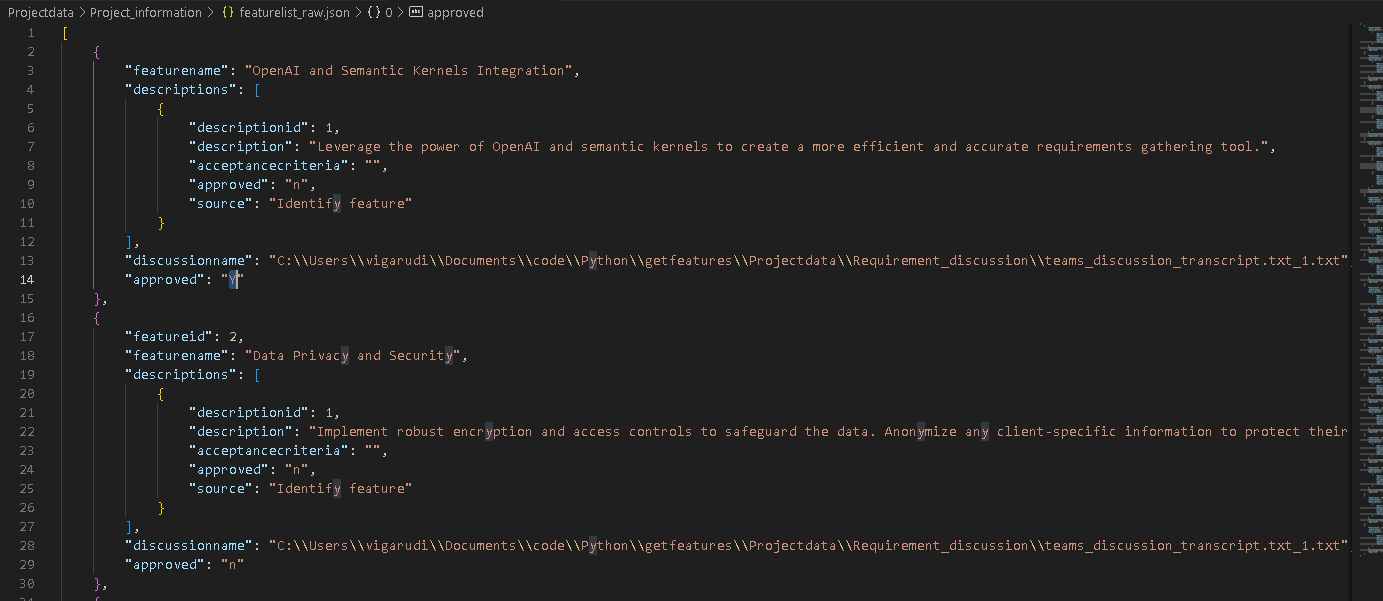 Projectdata > Project_information > {} featurelist_raw.json > {} 0 > abc approved
1 [
2 {
3 "featurename": "OpenAI and Semantic Kernels Integration",
4 "descriptions": [
5 {
6 "descriptionid": 1,
7 "description": "Leverage the power of OpenAI and semantic kernels to create a more efficient and accurate requirements gathering tool.",
8 "acceptancecriteria": "",
9 "approved": "n",
10 "source": "Identify feature"
11 }
12 ],
13 "discussionname": "C:\\Users\\vigarudi\\Documents\\code\\Python\\getfeatures\\Projectdata\\Requirement_discussion\\teams_discussion_transcript.txt_1.txt",
14 "approved": "Y"
15 },
16 {
17 "featureid": 2,
18 "featurename": "Data Privacy and Security",
19 "descriptions": [
20 {
21 "descriptionid": 1,
22 "description": "Implement robust encryption and access controls to safeguard the data. Anonymize any client-specific information to protect their
23 "acceptancecriteria": "",
24 "approved": "n",
25 "source": "Identify feature"
26 }
27 ],
28 "discussionname": "C:\\Users\\vigarudi\\Documents\\code\\Python\\getfeatures\\Projectdata\\Requirement_discussion\\teams_discussion_transcript.txt_1.txt",
29 "approved": "n"
30 },